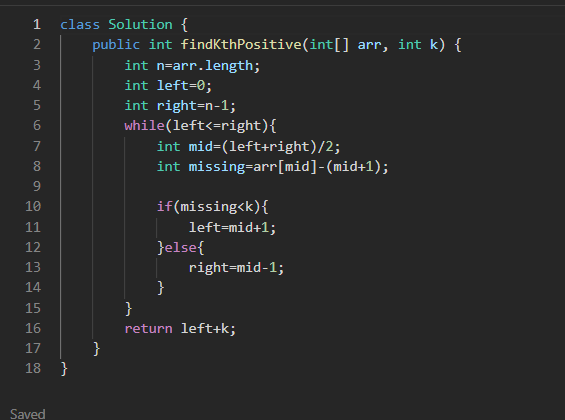 1 class Solution {
2 public int findKthPositive(int[] arr, int k) {
3 int n=arr.length;
4 int left=0;
5 int right=n-1;
6 while(left<=right){
7 int mid=(left+right)/2;
8 int missing=arr[mid]-(mid+1);
9
10 if(missing<k){
11 left=mid+1;
12 }else{
13 right=mid-1;
14 }
15 }
16 return left+k;
17 }
18 }
Saved